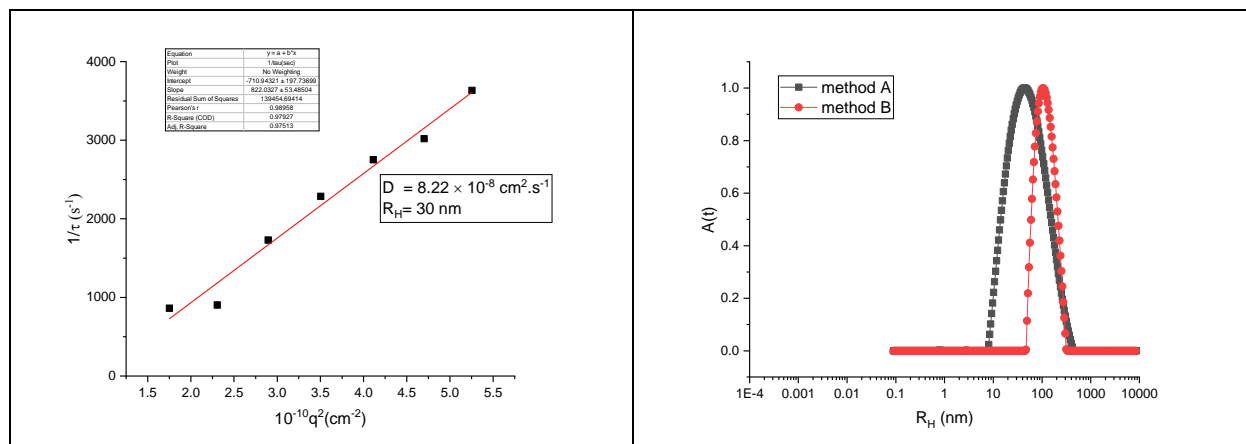 Equation y = a + b*x
Plot 1/tau(sec)
Weight No Weighting
Intercept -710.94321 ± 197.73699
Slope 822.0327 ± 53.48504
Residual Sum of Squares 139454.69414
Pearson's r 0.98958
R-Square (COD) 0.97927
Adj. R-Square 0.97513
4000
3000
2000
1000
0
1/τ (s⁻¹)
D = 8.22 × 10⁻⁸ cm².s⁻¹
R_H= 30 nm
1.5 2.0 2.5 3.0 3.5 4.0 4.5 5.0 5.5
10⁻¹⁰q²(cm⁻²)
method A
method B
1.0
0.8
0.6
0.4
0.2
0.0
A(t)
1E-4 0.001 0.01 0.1 1 10 100 1000 10000
R_H (nm)